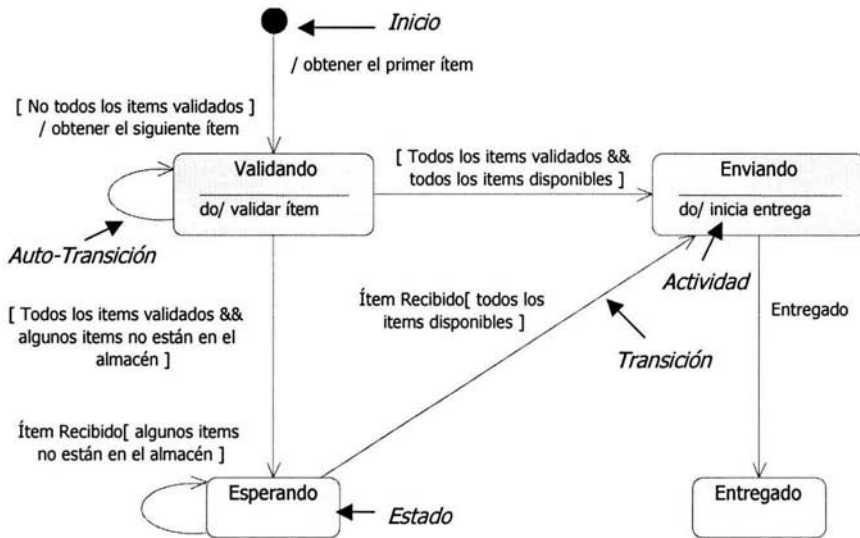 Inicio
/ obtener el primer ítem
[ No todos los items validados ]
/ obtener el siguiente ítem
Validando
do/ validar ítem
[ Todos los items validados &&
todos los items disponibles ]
Enviando
do/ inicia entrega
Auto-Transición
Actividad
[ Todos los items validados &&
algunos items no están en el
almacén ]
Ítem Recibido[ todos los
items disponibles ]
Transición
Entregado
Ítem Recibido[ algunos items
no están en el almacén ]
Esperando
Estado
Entregado